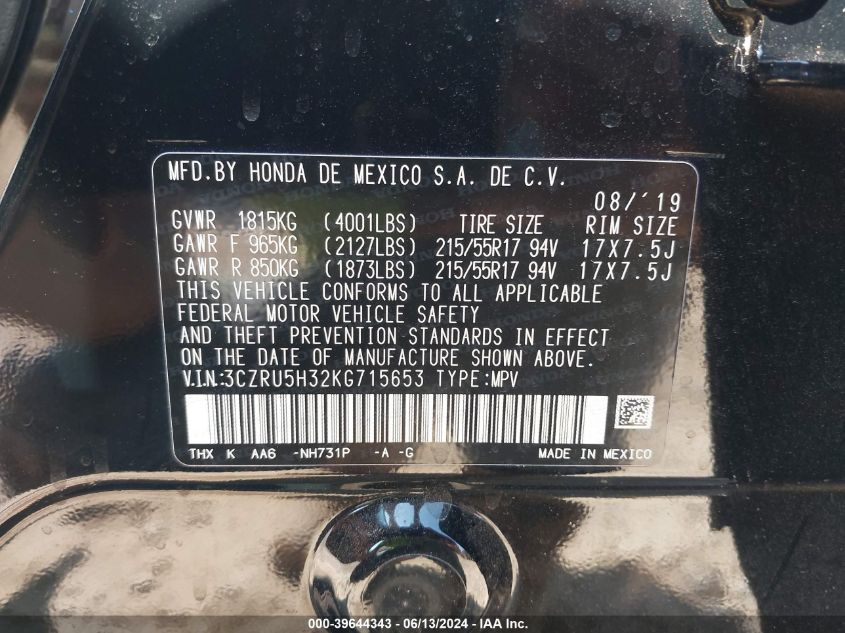 MFD.BY HONDA DE MEXICO S.A. DE C.V.
08/'19
GVWR 1815KG (4001LBS) TIRE SIZE RIM SIZE
GAWR F 965KG (2127LBS) 215/55R17 94V 17X7.5J
GAWR R 850KG (1873LBS) 215/55R17 94V 17X7.5J
THIS VEHICLE CONFORMS TO ALL APPLICABLE
FEDERAL MOTOR VEHICLE SAFETY
AND THEFT PREVENTION STANDARDS IN EFFECT
ON THE DATE OF MANUFACTURE SHOWN ABOVE.
V.I.N:3CZRU5H32KG715653 TYPE:MPV
THX K AA6 -NH731P -A -G MADE IN MEXICO
000-39644343 - 06/13/2024 - IAA Inc.